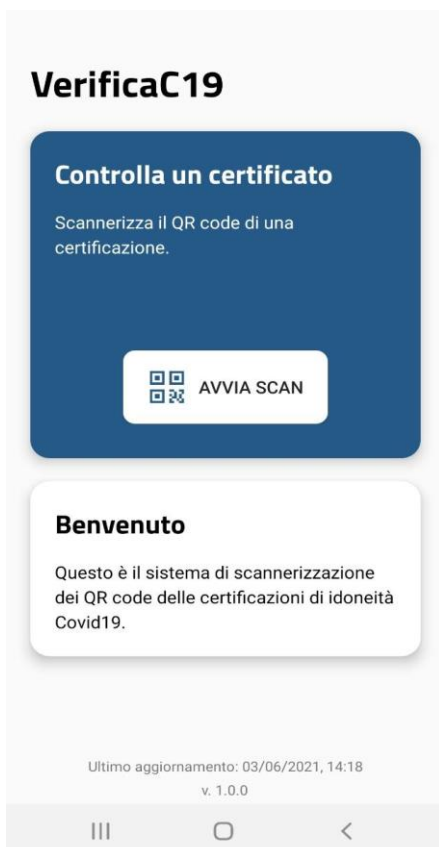 VerificaC19
Controlla un certificato
Scannerizza il QR code di una
certificazione.
AVVIA SCAN
Benvenuto
Questo è il sistema di scannerizzazione
dei QR code delle certificazioni di idoneità
Covid19.
Ultimo aggiornamento: 03/06/2021, 14:18
v. 1.0.0